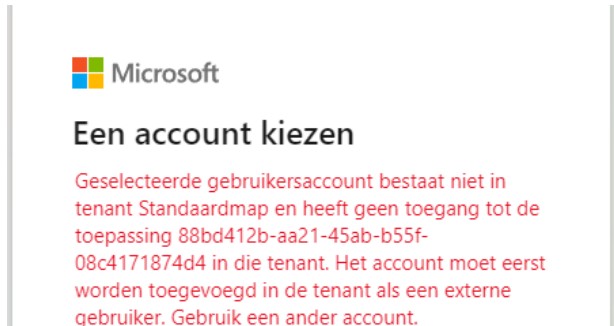 Microsoft
Een account kiezen
Geselecteerde gebruikersaccount bestaat niet in
tenant Standaardmap en heeft geen toegang tot de
toepassing 88bd412b-aa21-45ab-b55f-
08c4171874d4 in die tenant. Het account moet eerst
worden toegevoegd in de tenant als een externe
gebruiker. Gebruik een ander account.